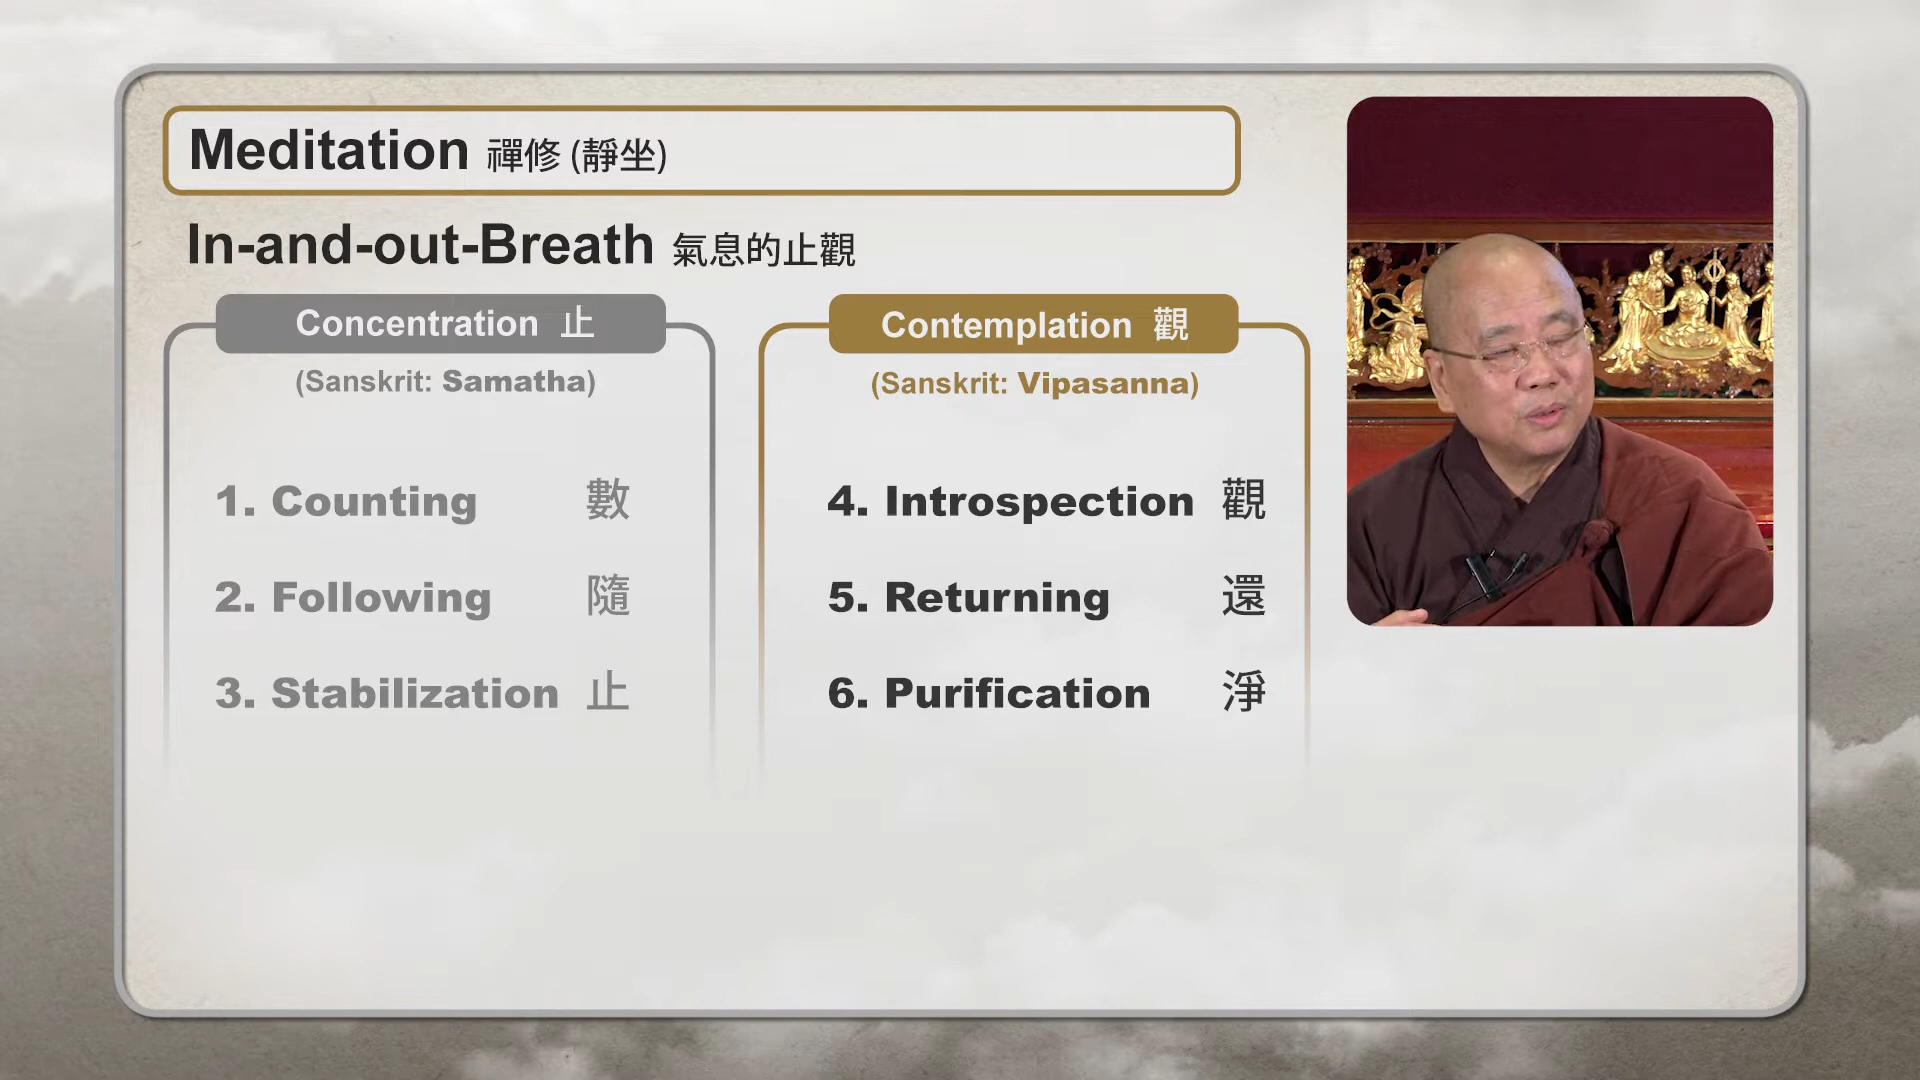 Meditation 禪修 (靜坐)
In-and-out-Breath 氣息的止觀
Concentration 止
(Sanskrit: Samatha)
1. Counting 數
2. Following 隨
3. Stabilization 止
Contemplation 觀
(Sanskrit: Vipasanna)
4. Introspection 觀
5. Returning 還
6. Purification 淨